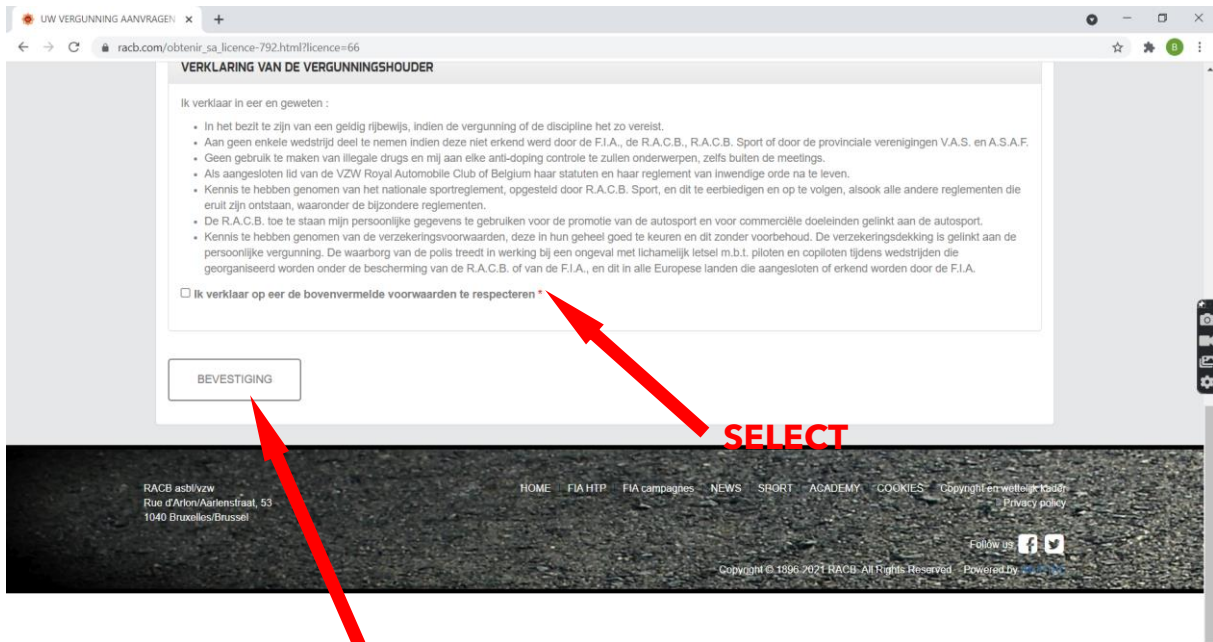 UW VERGUNNING AANVRAGEN
racb.com/obtenir_sa_licence-792.html?licence=66
B
VERKLARING VAN DE VERGUNNINGSHOUDER
Ik verklaar in eer en geweten :
• In het bezit te zijn van een geldig rijbewijs, indien de vergunning of de discipline het zo vereist.
• Aan geen enkele wedstrijd deel te nemen indien deze niet erkend werd door de F.I.A., de R.A.C.B., R.A.C.B. Sport of door de provinciale verenigingen V.A.S. en A.S.A.F.
• Geen gebruik te maken van illegale drugs en mij aan elke anti-doping controle te zullen onderwerpen, zelfs buiten de meetings.
• Als aangesloten lid van de VZW Royal Automobile Club of Belgium haar statuten en haar reglement van inwendige orde na te leven.
• Kennis te hebben genomen van het nationale sportreglement, opgesteld door R.A.C.B. Sport, en dit te eerbiedigen en op te volgen, alsook alle andere reglementen die
eruit zijn ontstaan, waaronder de bijzondere reglementen.
• De R.A.C.B. toe te staan mijn persoonlijke gegevens te gebruiken voor de promotie van de autosport en voor commerciële doeleinden gelinkt aan de autosport.
• Kennis te hebben genomen van de verzekeringsvoorwaarden, deze in hun geheel goed te keuren en dit zonder voorbehoud. De verzekeringsdekking is gelinkt aan de
persoonlijke vergunning. De waarborg van de polis treedt in werking bij een ongeval met lichamelijk letsel m.b.t. piloten en copiloten tijdens wedstrijden die
georganiseerd worden onder de bescherming van de R.A.C.B. of van de F.I.A., en dit in alle Europese landen die aangesloten of erkend worden door de F.I.A.
Ik verklaar op eer de bovenvermelde voorwaarden te respecteren *
BEVESTIGING
SELECT
RACB asbl/vzw
Rue d'Arlon/Aarlenstraat, 53
1040 Bruxelles/Brussel
HOME FIA HTP FIA campagnes NEWS SPORT ACADEMY COOKIES Copyright en wettelijk kader
Privacy policy
Follow us
Copyright © 1896-2021 RACB. All Rights Reserved Powered by